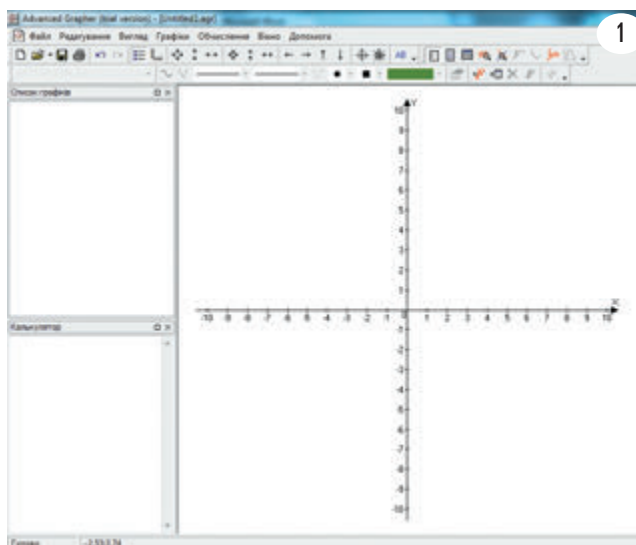 Advanced Grapher (trial version) - [Untitled1.agr]
1
Файл Редагування Вигляд Графіки Обчислення Вікно Допомога
Список графіків
Y
10
9
8
7
6
5
4
3
2
1
X
-10 -9 -8 -7 -6 -5 -4 -3 -2 -1 0 1 2 3 4 5 6 7 8 9 10
-1
-2
-3
-4
-5
-6
-7
-8
-9
-10
Калькулятор
Готово